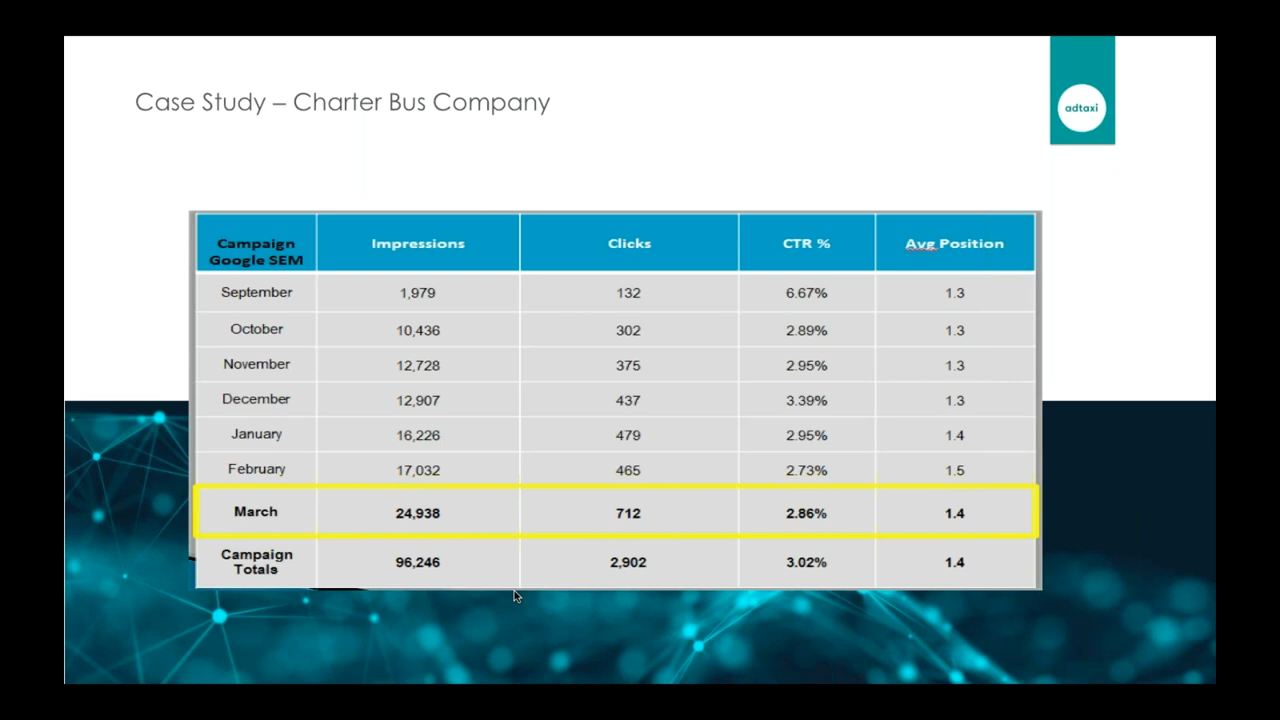 Case Study – Charter Bus Company
adtaxi
Campaign Google SEM Impressions Clicks CTR % Avg Position
September 1,979 132 6.67% 1.3
October 10,436 302 2.89% 1.3
November 12,728 375 2.95% 1.3
December 12,907 437 3.39% 1.3
January 16,226 479 2.95% 1.4
February 17,032 465 2.73% 1.5
March 24,938 712 2.86% 1.4
Campaign Totals 96,246 2,902 3.02% 1.4